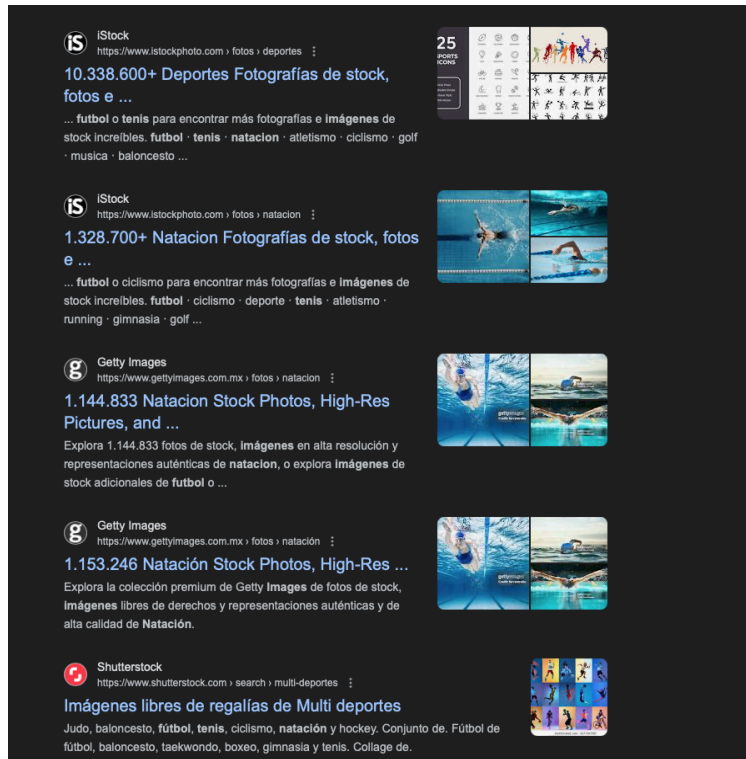 iStock
https://www.istockphoto.com › fotos › deportes
10.338.600+ Deportes Fotografías de stock,
fotos e ...
... futbol o tenis para encontrar más fotografías e imágenes de
stock increíbles. futbol · tenis · natacion · atletismo · ciclismo · golf
· musica · baloncesto ...
25
PORTS
ICONS
iStock
https://www.istockphoto.com › fotos › natacion
1.328.700+ Natacion Fotografías de stock, fotos
e ...
... futbol o ciclismo para encontrar más fotografías e imágenes de
stock increíbles. futbol · ciclismo · deporte · tenis · atletismo ·
running · gimnasia · golf ...
Getty Images
https://www.gettyimages.com.mx › fotos › natacion
1.144.833 Natacion Stock Photos, High-Res
Pictures, and ...
Explora 1.144.833 fotos de stock, imágenes en alta resolución y
representaciones auténticas de natacion, o explora imágenes de
stock adicionales de futbol o ...
gettyimages
Getty Images
https://www.gettyimages.com.mx › fotos › natación
1.153.246 Natación Stock Photos, High-Res ...
Explora la colección premium de Getty Images de fotos de stock,
imágenes libres de derechos y representaciones auténticas y de
alta calidad de Natación.
gettyimages
Shutterstock
https://www.shutterstock.com › search › multi-deportes
Imágenes libres de regalías de Multi deportes
Judo, baloncesto, fútbol, tenis, ciclismo, natación y hockey. Conjunto de. Fútbol de
fútbol, baloncesto, taekwondo, boxeo, gimnasia y tenis. Collage de.